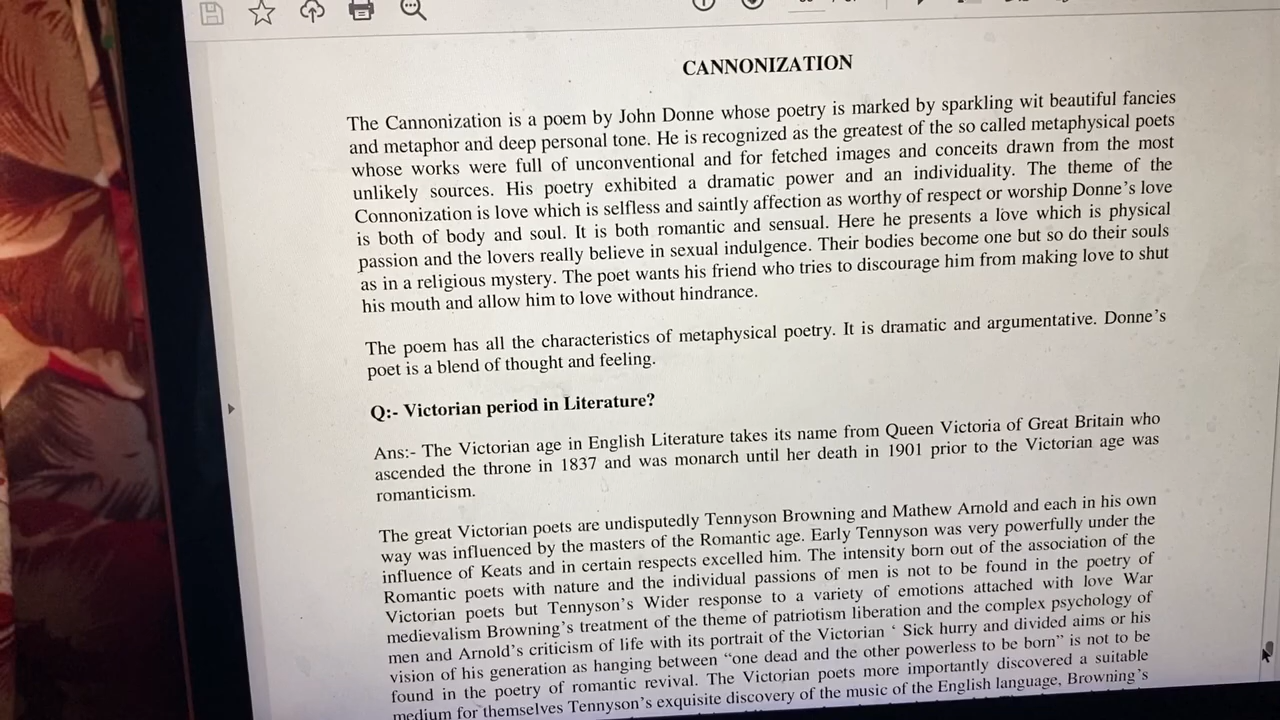 CANNONIZATION
The Cannonization is a poem by John Donne whose poetry is marked by sparkling wit beautiful fancies
and metaphor and deep personal tone. He is recognized as the greatest of the so called metaphysical poets
whose works were full of unconventional and for fetched images and conceits drawn from the most
unlikely sources. His poetry exhibited a dramatic power and an individuality. The theme of the
Connonization is love which is selfless and saintly affection as worthy of respect or worship Donne's love
is both of body and soul. It is both romantic and sensual. Here he presents a love which is physical
passion and the lovers really believe in sexual indulgence. Their bodies become one but so do their souls
as in a religious mystery. The poet wants his friend who tries to discourage him from making love to shut
his mouth and allow him to love without hindrance.
The poem has all the characteristics of metaphysical poetry. It is dramatic and argumentative. Donne's
poet is a blend of thought and feeling.
Q:- Victorian period in Literature?
Ans:- The Victorian age in English Literature takes its name from Queen Victoria of Great Britain who
ascended the throne in 1837 and was monarch until her death in 1901 prior to the Victorian age was
romanticism.
The great Victorian poets are undisputedly Tennyson Browning and Mathew Arnold and each in his own
way was influenced by the masters of the Romantic age. Early Tennyson was very powerfully under the
influence of Keats and in certain respects excelled him. The intensity born out of the association of the
Romantic poets with nature and the individual passions of men is not to be found in the poetry of
Victorian poets but Tennyson's Wider response to a variety of emotions attached with love War
medievalism Browning's treatment of the theme of patriotism liberation and the complex psychology of
men and Arnold's criticism of life with its portrait of the Victorian ‘ Sick hurry and divided aims or his
vision of his generation as hanging between “one dead and the other powerless to be born” is not to be
found in the poetry of romantic revival. The Victorian poets more importantly discovered a suitable
medium for themselves Tennyson's exquisite discovery of the music of the English language, Browning's